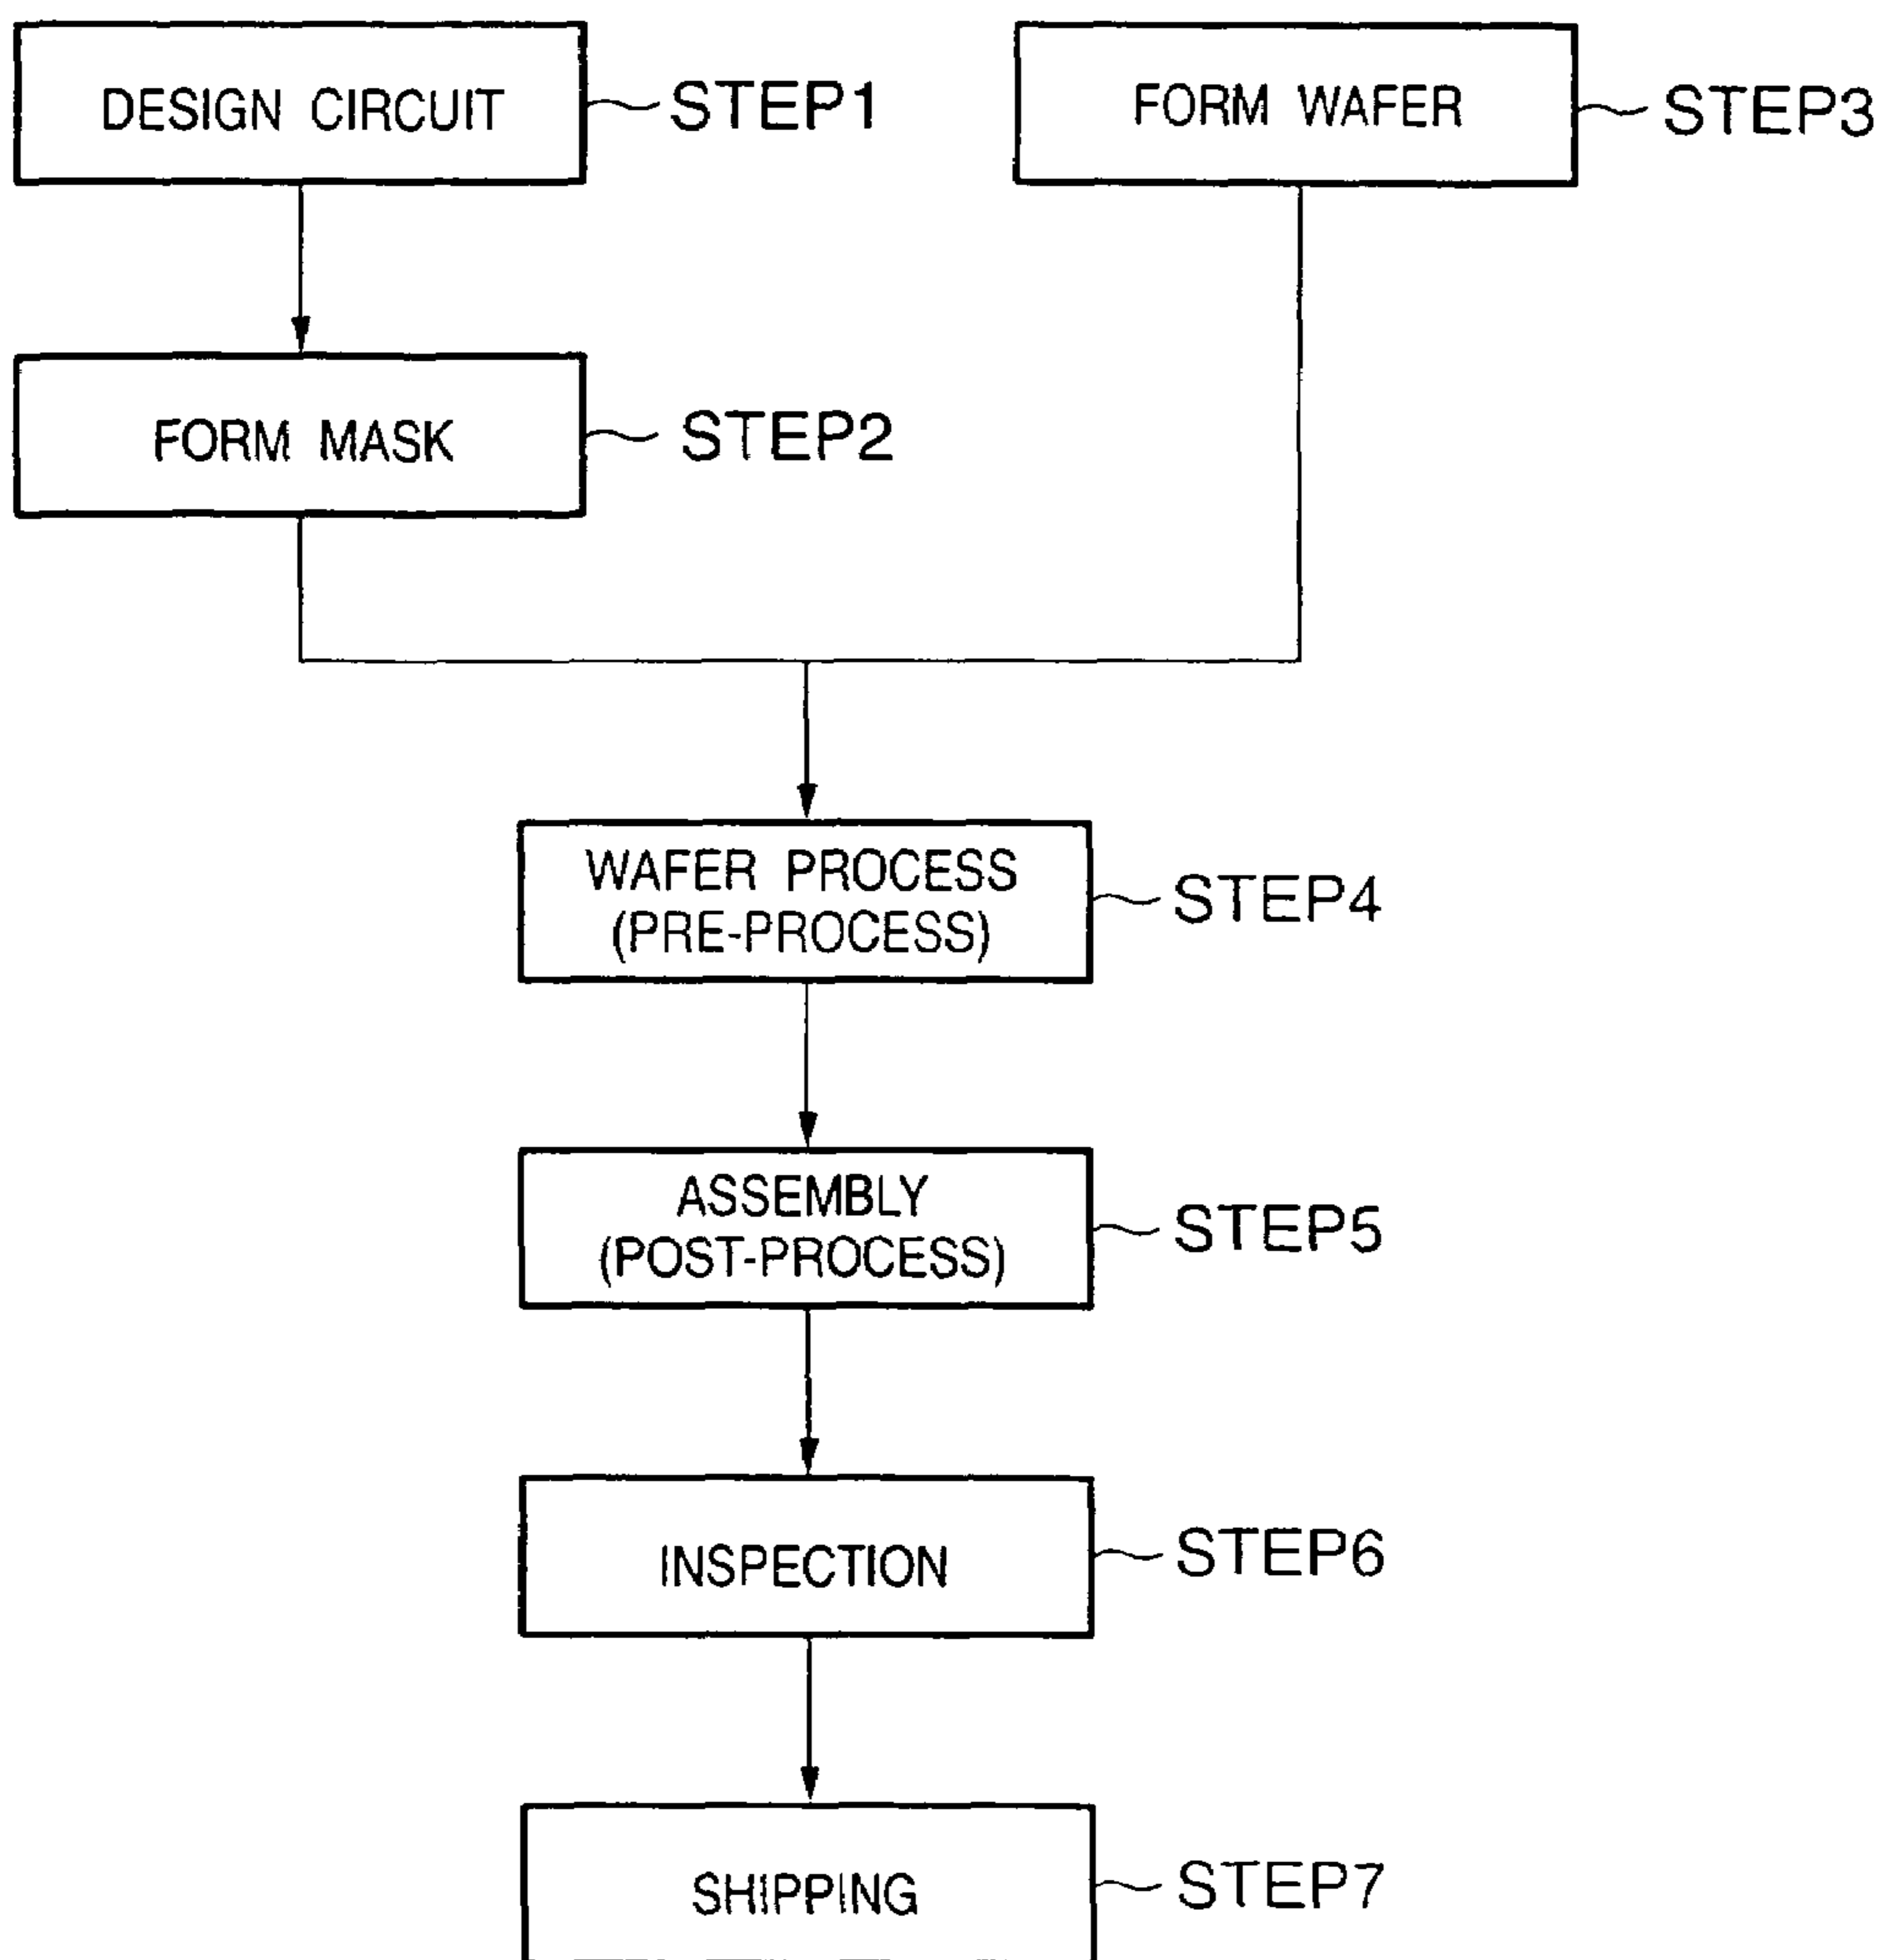 DESIGN CIRCUIT
STEP1
FORM WAFER
STEP3
FORM MASK
STEP2
WAFER PROCESS
(PRE-PROCESS)
STEP4
ASSEMBLY
(POST-PROCESS)
STEP5
INSPECTION
STEP6
SHIPPING
STEP7